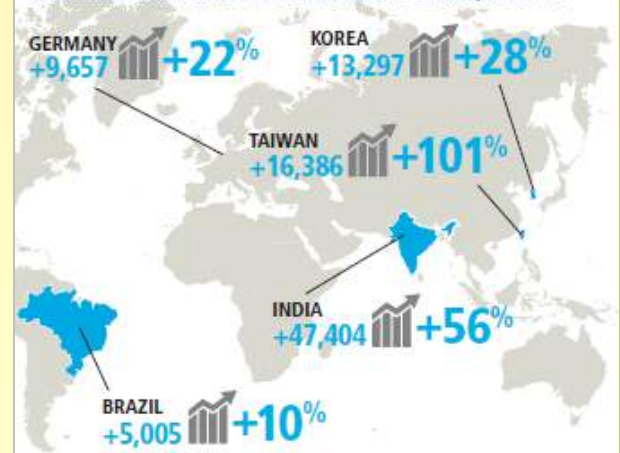 GERMANY
+9,657 +22%
KOREA
+13,297 +28%
TAIWAN
+16,386 +101%
INDIA
+47,404 +56%
BRAZIL
+5,005 +10%